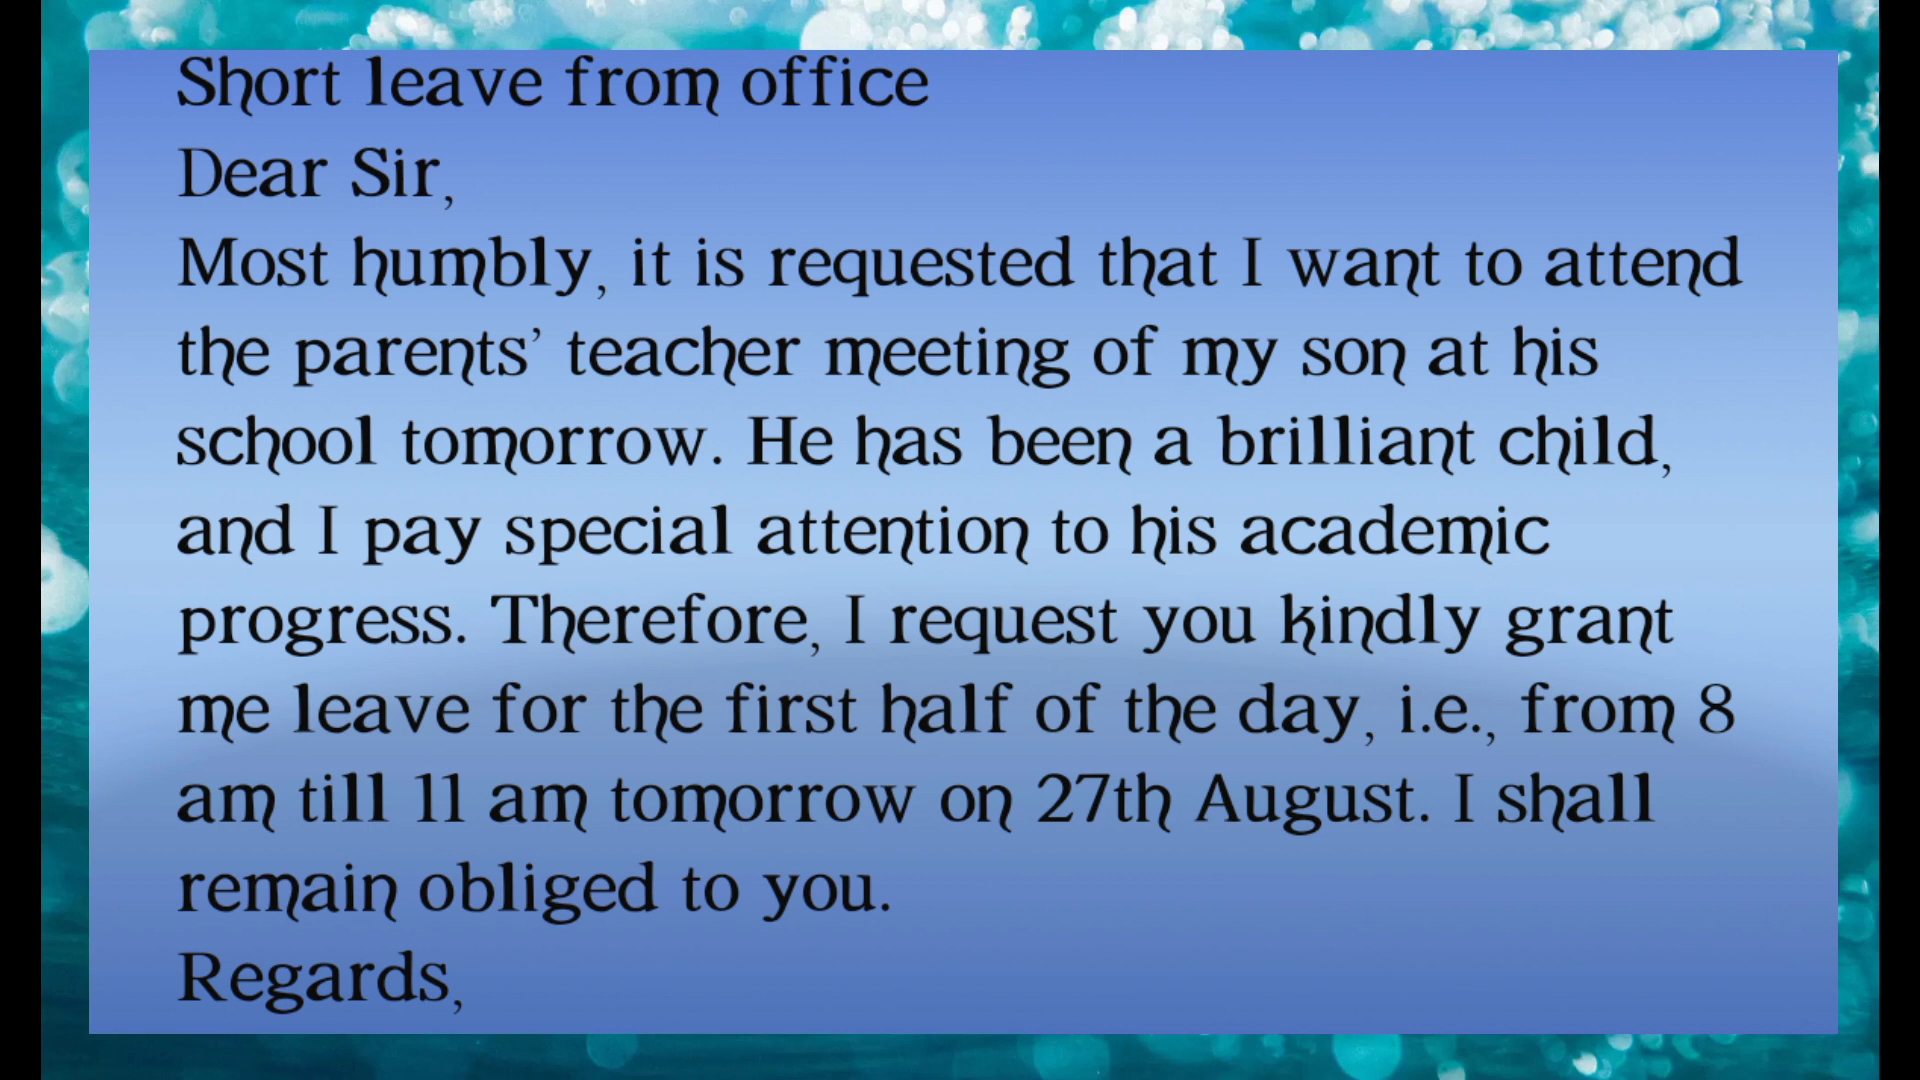 Short leave from office
Dear Sir,
Most humbly, it is requested that I want to attend
the parents’ teacher meeting of my son at his
school tomorrow. He has been a brilliant child,
and I pay special attention to his academic
progress. Therefore, I request you kindly grant
me leave for the first half of the day, i.e., from 8
am till 11 am tomorrow on 27th August. I shall
remain obliged to you.
Regards,